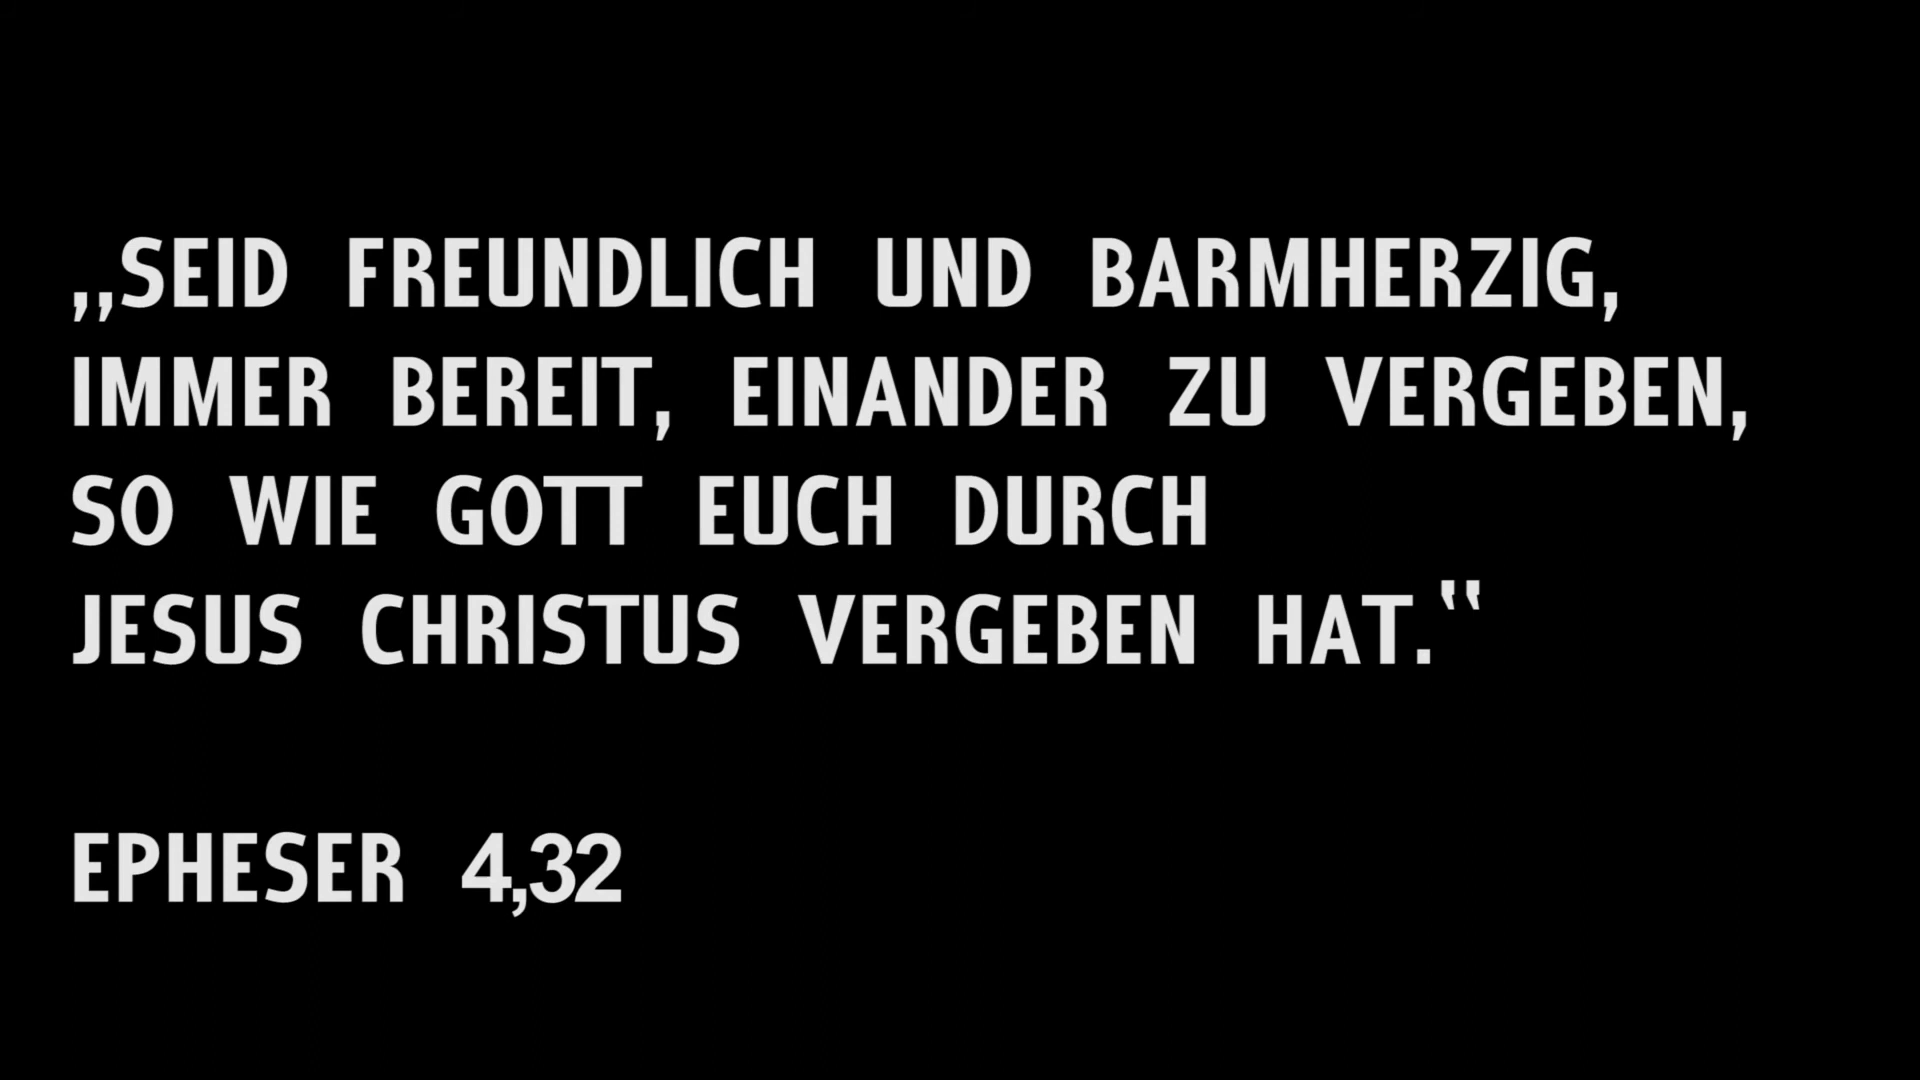 „SEID FREUNDLICH UND BARMHERZIG,
IMMER BEREIT, EINANDER ZU VERGEBEN,
SO WIE GOTT EUCH DURCH
JESUS CHRISTUS VERGEBEN HAT.“

EPHESER 4,32